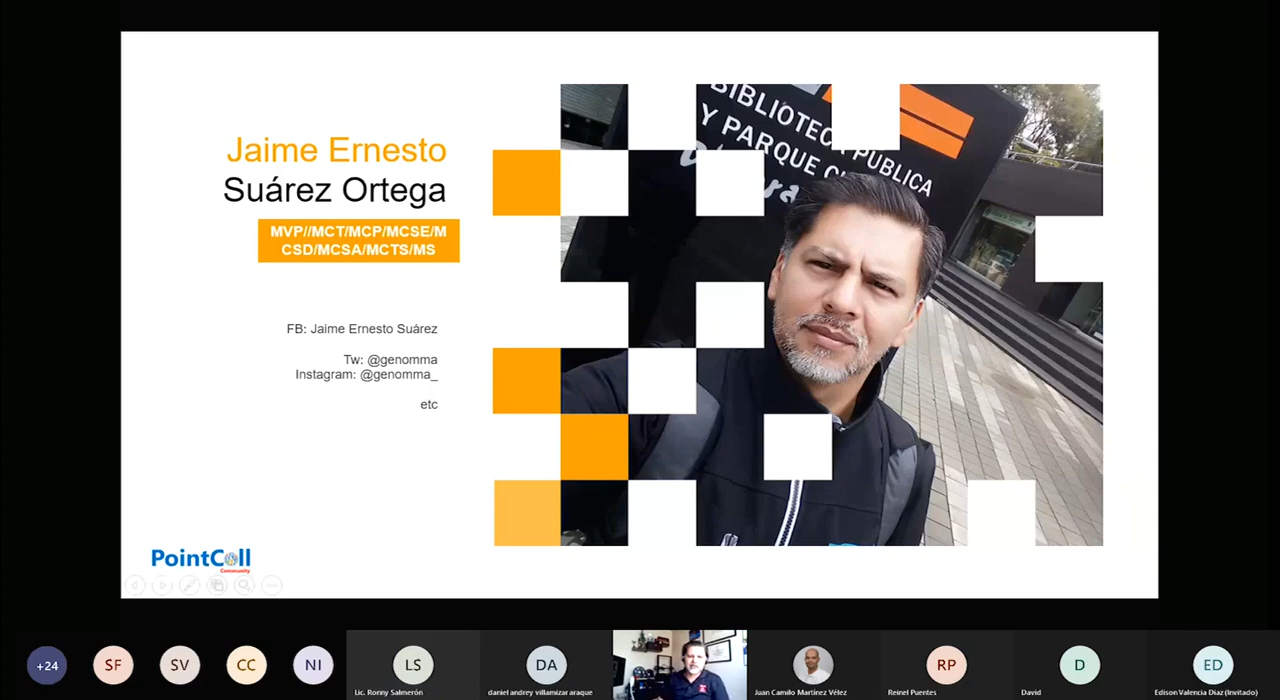 Jaime Ernesto
Suárez Ortega
MVP//MCT/MCP/MCSE/M
CSD/MCSA/MCTS/MS
FB: Jaime Ernesto Suárez
Tw: @genomma
Instagram: @genomma_
etc
BIBLIOTECA PÚBLICA
Y PARQUE
PointColl
Community
+24
SF
SV
CC
NI
LS
Lic. Ronny Salmerón
DA
daniel andrey villamizar araque
Juan Camilo Martínez Vélez
RP
Reinel Puentes
D
David
ED
Edison Valencia Díaz (Invitado)